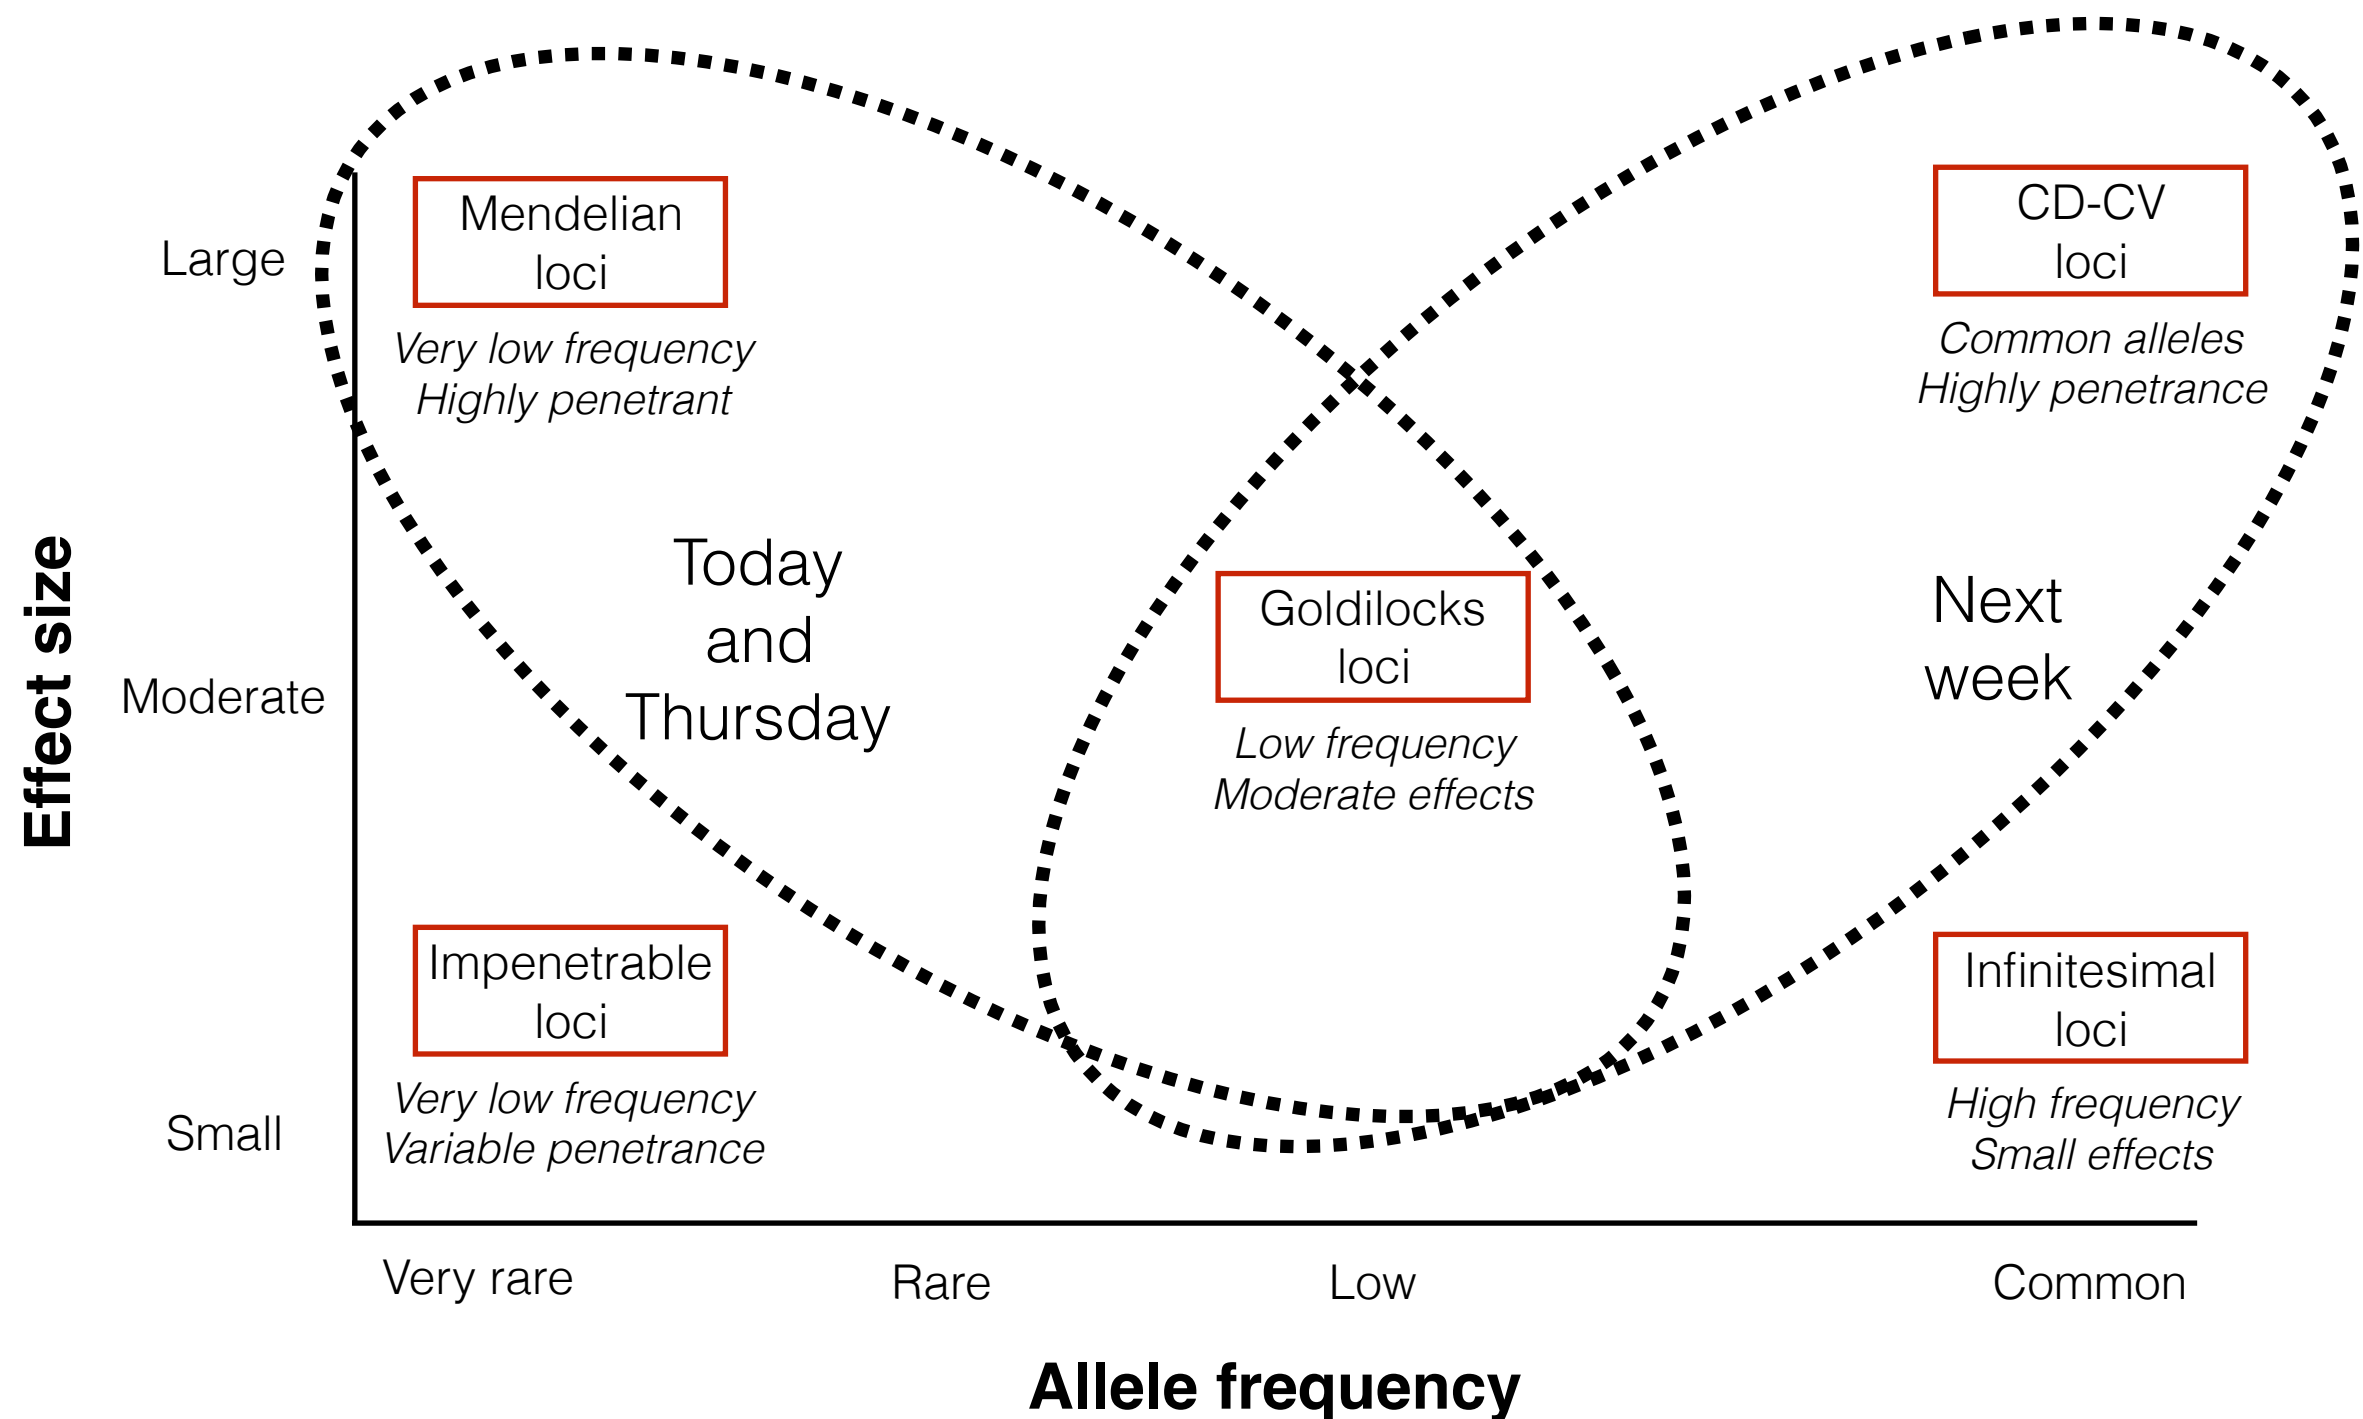 Effect size
Large
Moderate
Small
Mendelian
loci
Very low frequency
Highly penetrant
CD-CV
loci
Common alleles
Highly penetrance
Today
and
Thursday
Goldilocks
loci
Low frequency
Moderate effects
Next
week
Impenetrable
loci
Very low frequency
Variable penetrance
Infinitesimal
loci
High frequency
Small effects
Very rare
Rare
Low
Common
Allele frequency